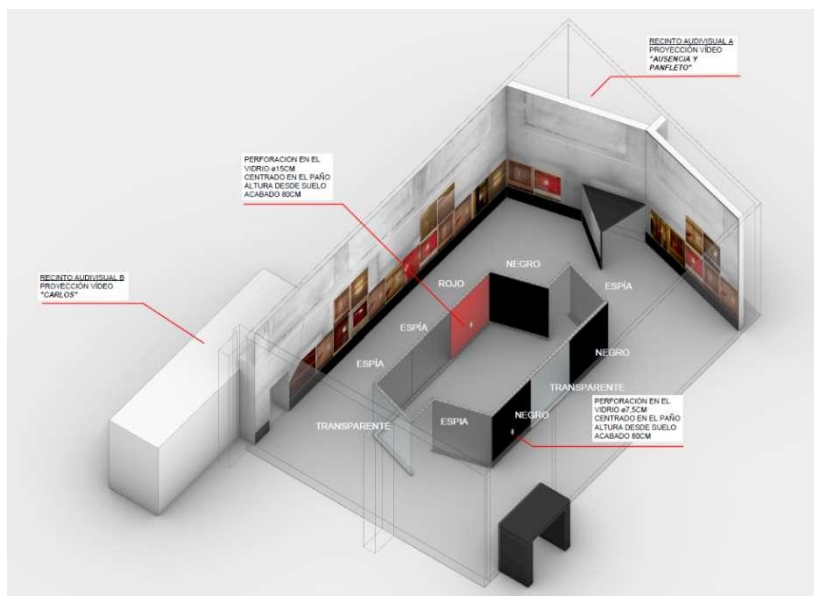 RECINTO AUDIVISUAL A
PROYECCIÓN VÍDEO
"AUSENCIA Y
PANFLETO"
PERFORACION EN EL
VIDRIO ø15CM
CENTRADO EN EL PAÑO
ALTURA DESDE SUELO
ACABADO 80CM
RECINTO AUDIVISUAL B
PROYECCIÓN VÍDEO
"CARLOS"
NEGRO
ROJO
ESPÍA
ESPÍA
ESPÍA
NEGRO
TRANSPARENTE
NEGRO
ESPIA
TRANSPARENTE
PERFORACIÓN EN EL
VIDRIO ø7,5CM
CENTRADO EN EL PAÑO
ALTURA DESDE SUELO
ACABADO 80CM